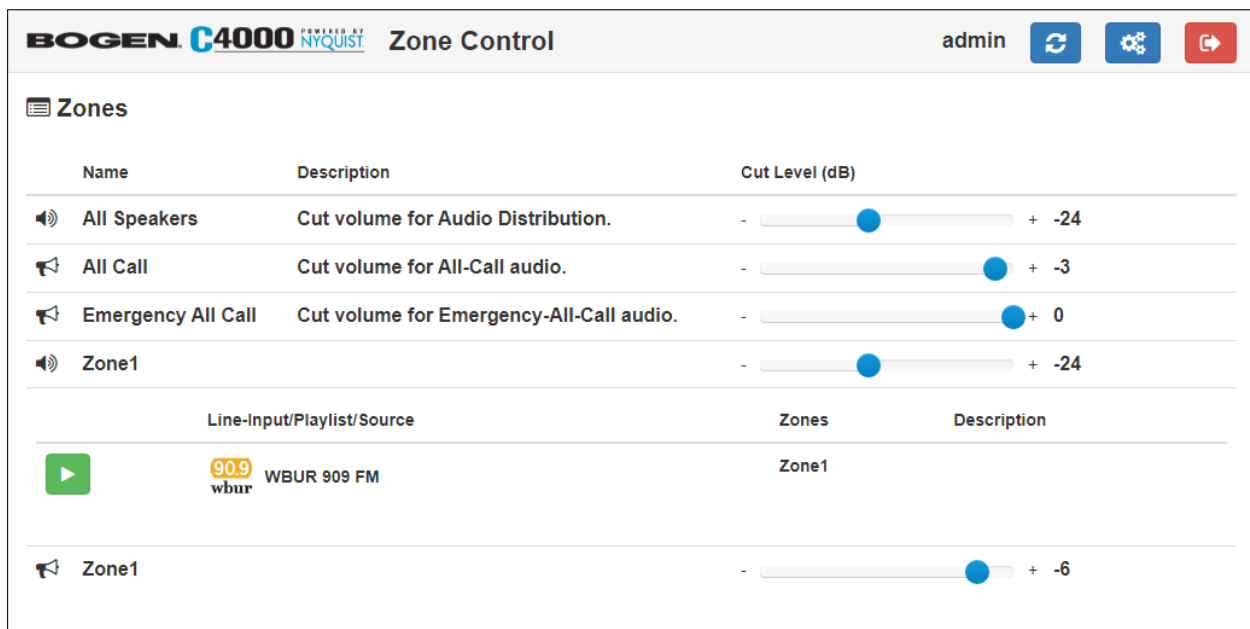 BOGEN C4000 POWERED BY NYQUIST Zone Control admin
Zones
Name Description Cut Level (dB)
All Speakers Cut volume for Audio Distribution. - + -24
All Call Cut volume for All-Call audio. - + -3
Emergency All Call Cut volume for Emergency-All-Call audio. - + 0
Zone1 - + -24
Line-Input/Playlist/Source Zones Description
90.9 wbur WBUR 909 FM Zone1
Zone1 - + -6